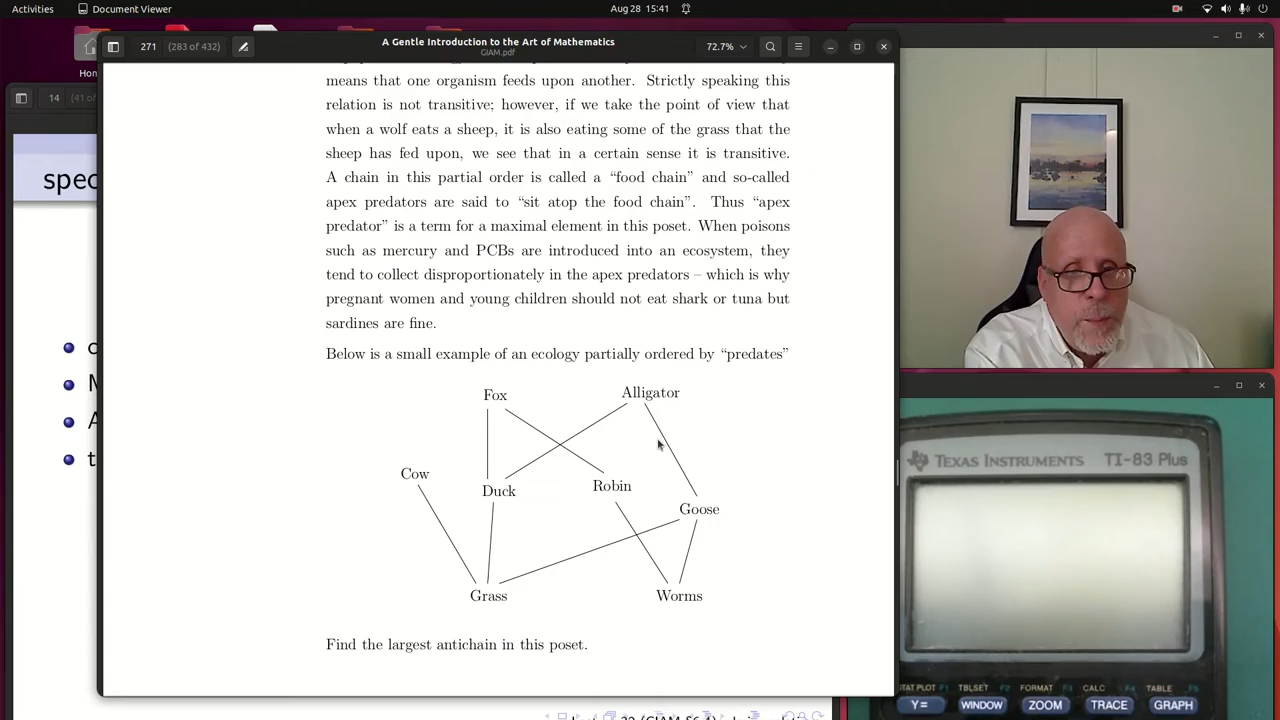 Activities
Document Viewer
Aug 28 15:41
271
(283 of 432)
A Gentle Introduction to the Art of Mathematics
GIAM.pdf
72.7%
Hom
14
(41 of
spec
means that one organism feeds upon another. Strictly speaking this
relation is not transitive; however, if we take the point of view that
when a wolf eats a sheep, it is also eating some of the grass that the
sheep has fed upon, we see that in a certain sense it is transitive.
A chain in this partial order is called a “food chain” and so-called
apex predators are said to “sit atop the food chain”. Thus “apex
predator” is a term for a maximal element in this poset. When poisons
such as mercury and PCBs are introduced into an ecosystem, they
tend to collect disproportionately in the apex predators – which is why
pregnant women and young children should not eat shark or tuna but
sardines are fine.
Below is a small example of an ecology partially ordered by “predates”
Fox
Alligator
Cow
Duck
Robin
Goose
Grass
Worms
Find the largest antichain in this poset.
TEXAS INSTRUMENTS TI-83 Plus
STAT PLOT F1 TBLSET F2 FORMAT F3 CALC F4 TABLE F5
Y= WINDOW ZOOM TRACE GRAPH